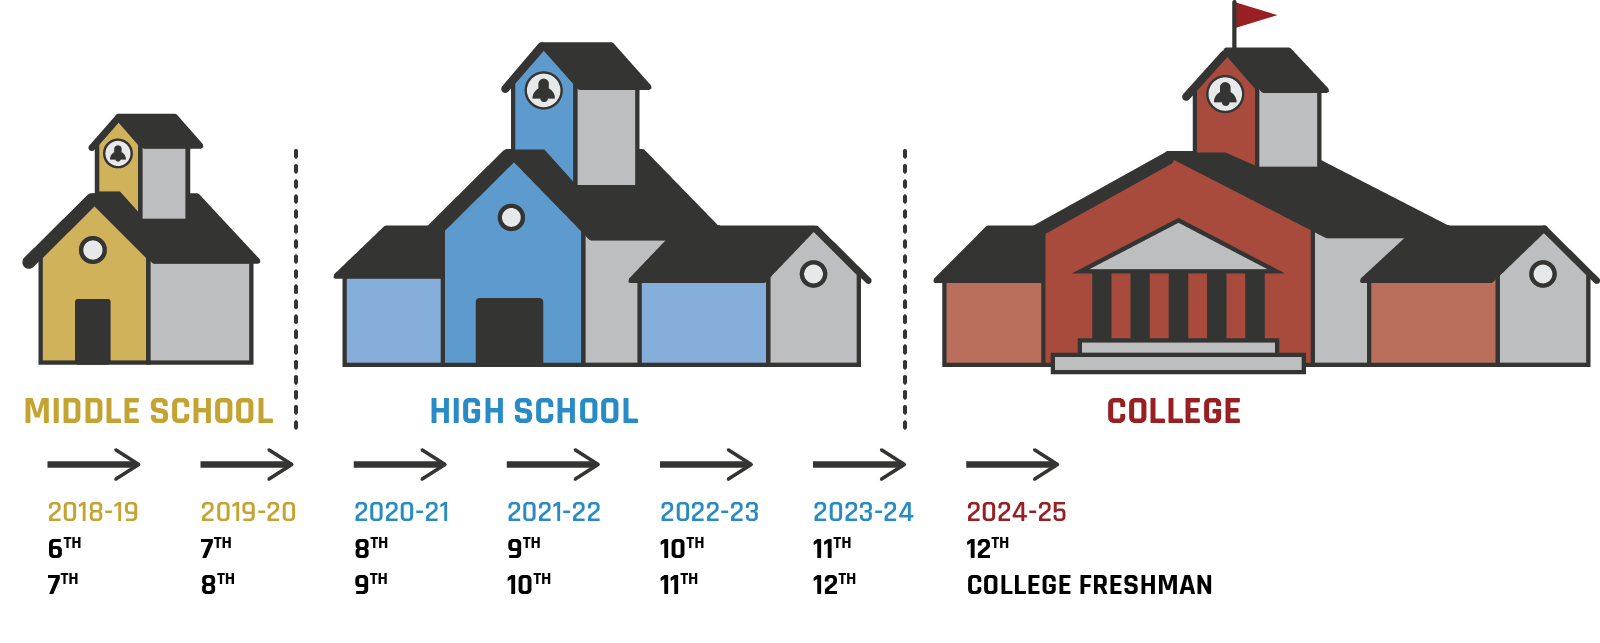 MIDDLE SCHOOL HIGH SCHOOL COLLEGE
2018-19 2019-20 2020-21 2021-22 2022-23 2023-24 2024-25
6TH 7TH 8TH 9TH 10TH 11TH 12TH
7TH 8TH 9TH 10TH 11TH 12TH COLLEGE FRESHMAN